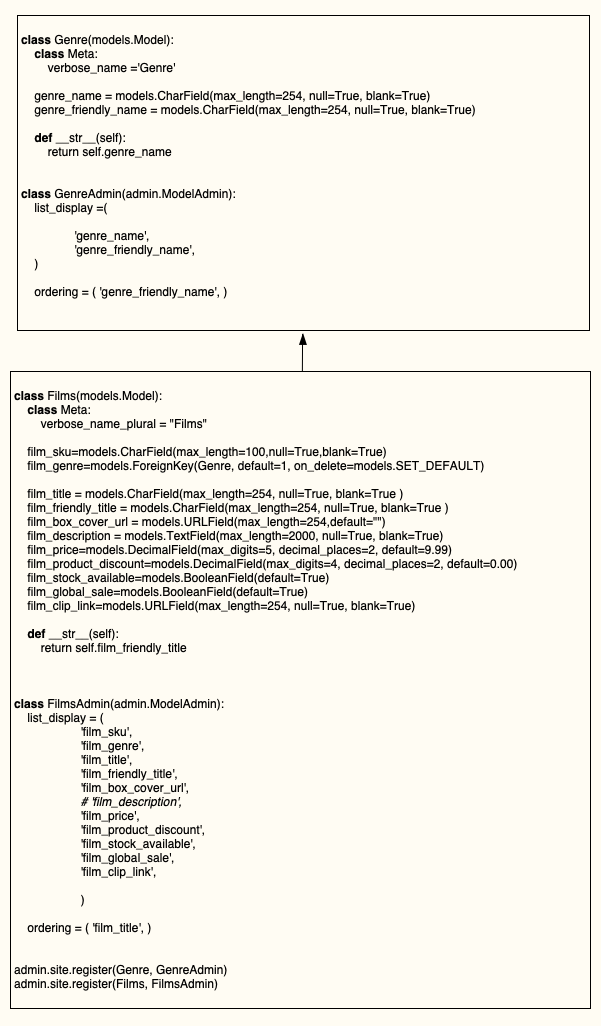 class Genre(models.Model):
class Meta:
verbose_name ='Genre'
genre_name = models.CharField(max_length=254, null=True, blank=True)
genre_friendly_name = models.CharField(max_length=254, null=True, blank=True)
def __str__(self):
return self.genre_name
class GenreAdmin(admin.ModelAdmin):
list_display =(
'genre_name',
'genre_friendly_name',
)
ordering = ( 'genre_friendly_name', )
class Films(models.Model):
class Meta:
verbose_name_plural = "Films"
film_sku=models.CharField(max_length=100,null=True,blank=True)
film_genre=models.ForeignKey(Genre, default=1, on_delete=models.SET_DEFAULT)
film_title = models.CharField(max_length=254, null=True, blank=True )
film_friendly_title = models.CharField(max_length=254, null=True, blank=True )
film_box_cover_url = models.URLField(max_length=254,default="")
film_description = models.TextField(max_length=2000, null=True, blank=True)
film_price=models.DecimalField(max_digits=5, decimal_places=2, default=9.99)
film_product_discount=models.DecimalField(max_digits=4, decimal_places=2, default=0.00)
film_stock_available=models.BooleanField(default=True)
film_global_sale=models.BooleanField(default=True)
film_clip_link=models.URLField(max_length=254, null=True, blank=True)
def __str__(self):
return self.film_friendly_title
class FilmsAdmin(admin.ModelAdmin):
list_display = (
'film_sku',
'film_genre',
'film_title',
'film_friendly_title',
'film_box_cover_url',
# 'film_description',
'film_price',
'film_product_discount',
'film_stock_available',
'film_global_sale',
'film_clip_link',
)
ordering = ( 'film_title', )
admin.site.register(Genre, GenreAdmin)
admin.site.register(Films, FilmsAdmin)